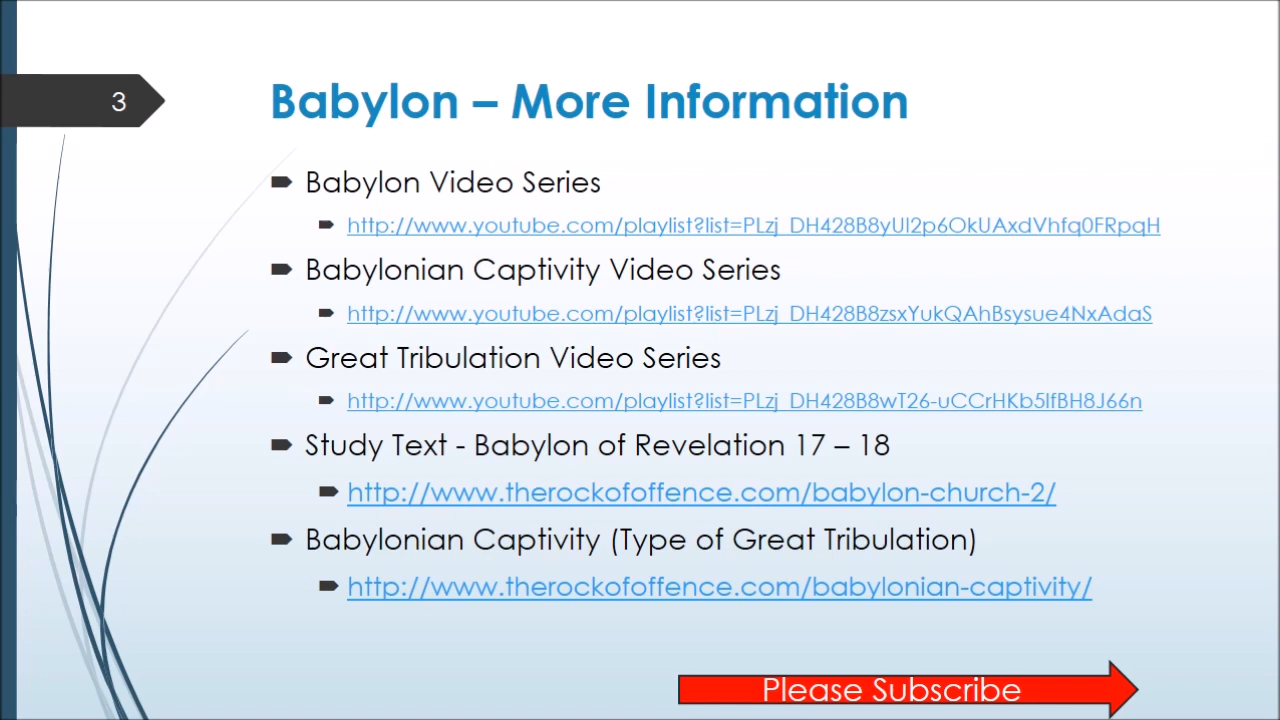 3
Babylon – More Information
Babylon Video Series
http://www.youtube.com/playlist?list=PLzj_DH428B8yUl2p6OkUAxdVhfq0FRpqH
Babylonian Captivity Video Series
http://www.youtube.com/playlist?list=PLzj_DH428B8zsxYukQAhBsysue4NxAdaS
Great Tribulation Video Series
http://www.youtube.com/playlist?list=PLzj_DH428B8wT26-uCCrHKb5IfBH8J66n
Study Text - Babylon of Revelation 17 – 18
http://www.therockofoffence.com/babylon-church-2/
Babylonian Captivity (Type of Great Tribulation)
http://www.therockofoffence.com/babylonian-captivity/
Please Subscribe